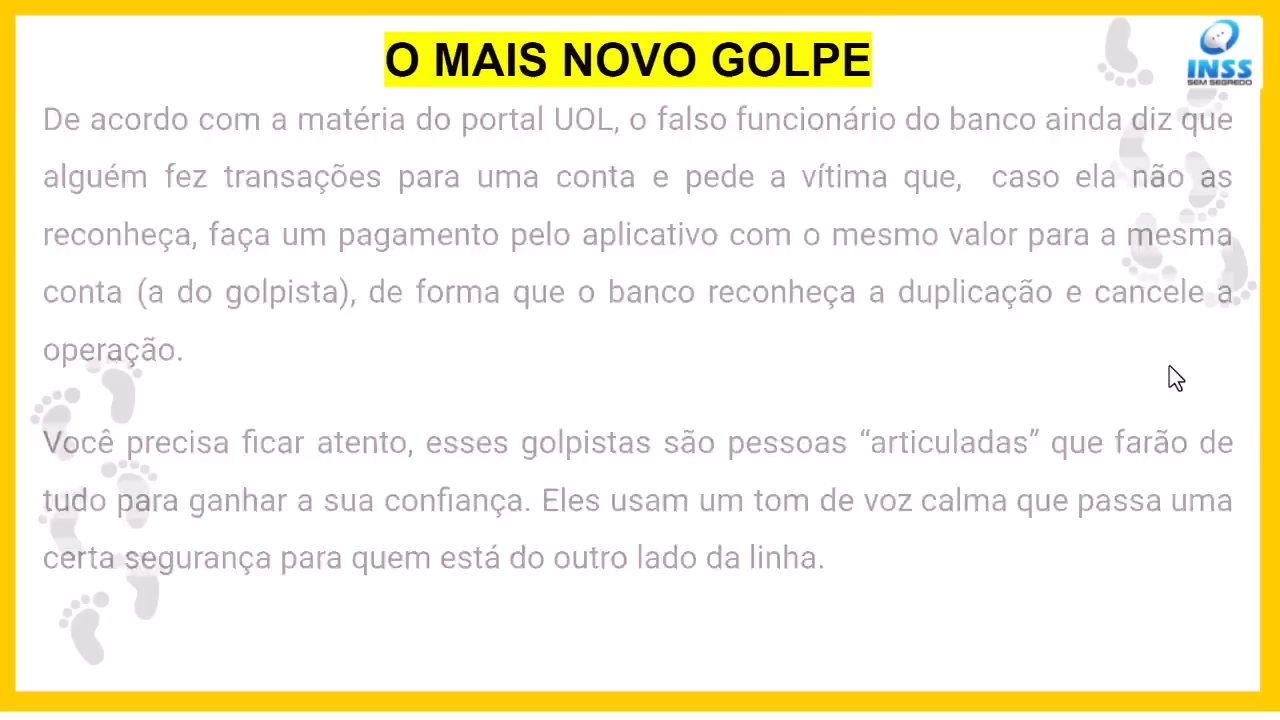 O MAIS NOVO GOLPE
INSS
SEM SEGREDO
De acordo com a matéria do portal UOL, o falso funcionário do banco ainda diz que
alguém fez transações para uma conta e pede a vítima que, caso ela não as
reconheça, faça um pagamento pelo aplicativo com o mesmo valor para a mesma
conta (a do golpista), de forma que o banco reconheça a duplicação e cancele a
operação.
Você precisa ficar atento, esses golpistas são pessoas “articuladas” que farão de
tudo para ganhar a sua confiança. Eles usam um tom de voz calma que passa uma
certa segurança para quem está do outro lado da linha.